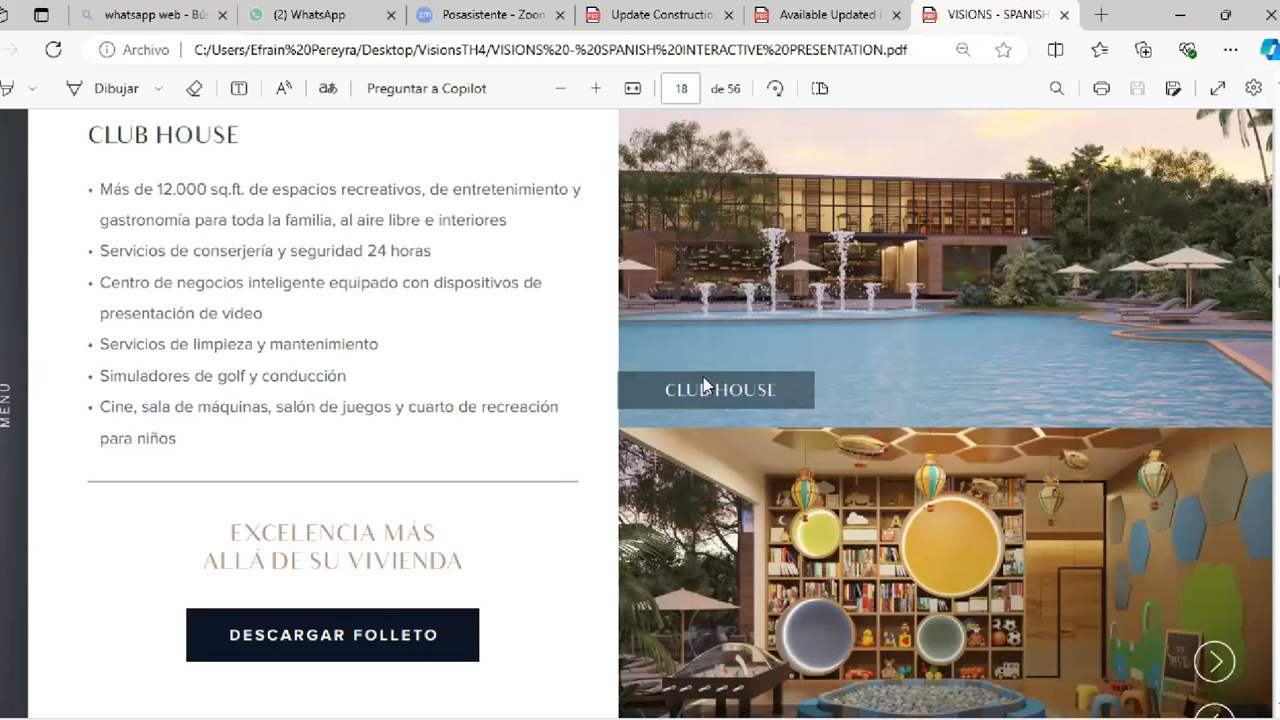 whatsapp web - Bús
(2) WhatsApp
Posasistente - Zoom
Update Constructio
Available Updated I
VISIONS - SPANISH
Archivo
C:/Users/Efrain%20Pereyra/Desktop/VisionsTH4/VISIONS%20-%20SPANISH%20INTERACTIVE%20PRESENTATION.pdf
Dibujar
Preguntar a Copilot
18 de 56
MENU
CLUB HOUSE
• Más de 12.000 sq.ft. de espacios recreativos, de entretenimiento y
gastronomía para toda la familia, al aire libre e interiores
• Servicios de conserjería y seguridad 24 horas
• Centro de negocios inteligente equipado con dispositivos de
presentación de video
• Servicios de limpieza y mantenimiento
• Simuladores de golf y conducción
• Cine, sala de máquinas, salón de juegos y cuarto de recreación
para niños
EXCELENCIA MÁS
ALLÁ DE SU VIVIENDA
DESCARGAR FOLLETO
CLUB HOUSE